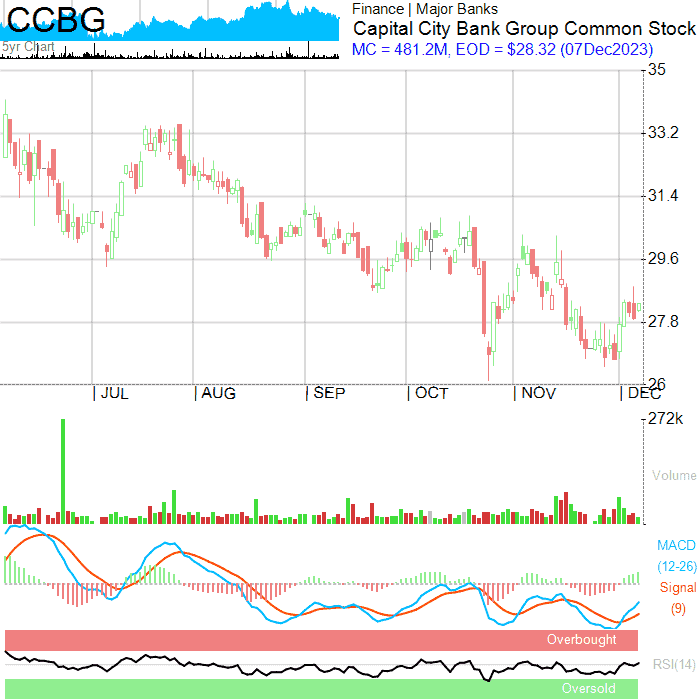 CCBG
5yr Chart
Finance | Major Banks
Capital City Bank Group Common Stock
MC = 481.2M, EOD = $28.32 (07Dec2023)
35
33.2
31.4
29.6
27.8
26
| JUL | AUG | SEP | OCT | NOV | DEC
272k
Volume
MACD
(12-26)
Signal
(9)
Overbought
RSI(14)
Oversold